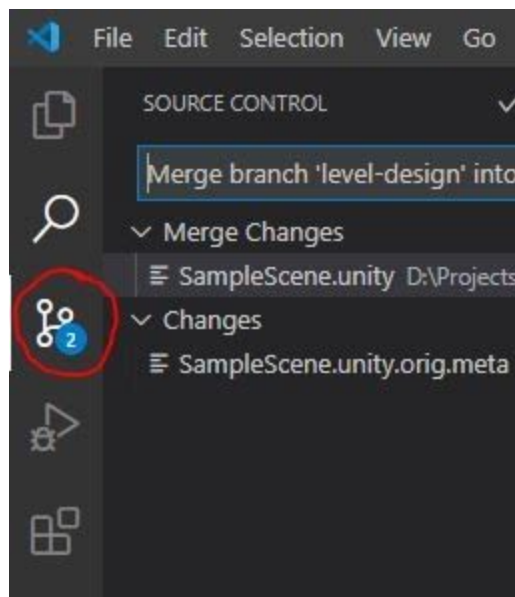 File Edit Selection View Go
SOURCE CONTROL
Merge branch 'level-design' into
Merge Changes
SampleScene.unity D:\Projects
2
Changes
SampleScene.unity.orig.meta